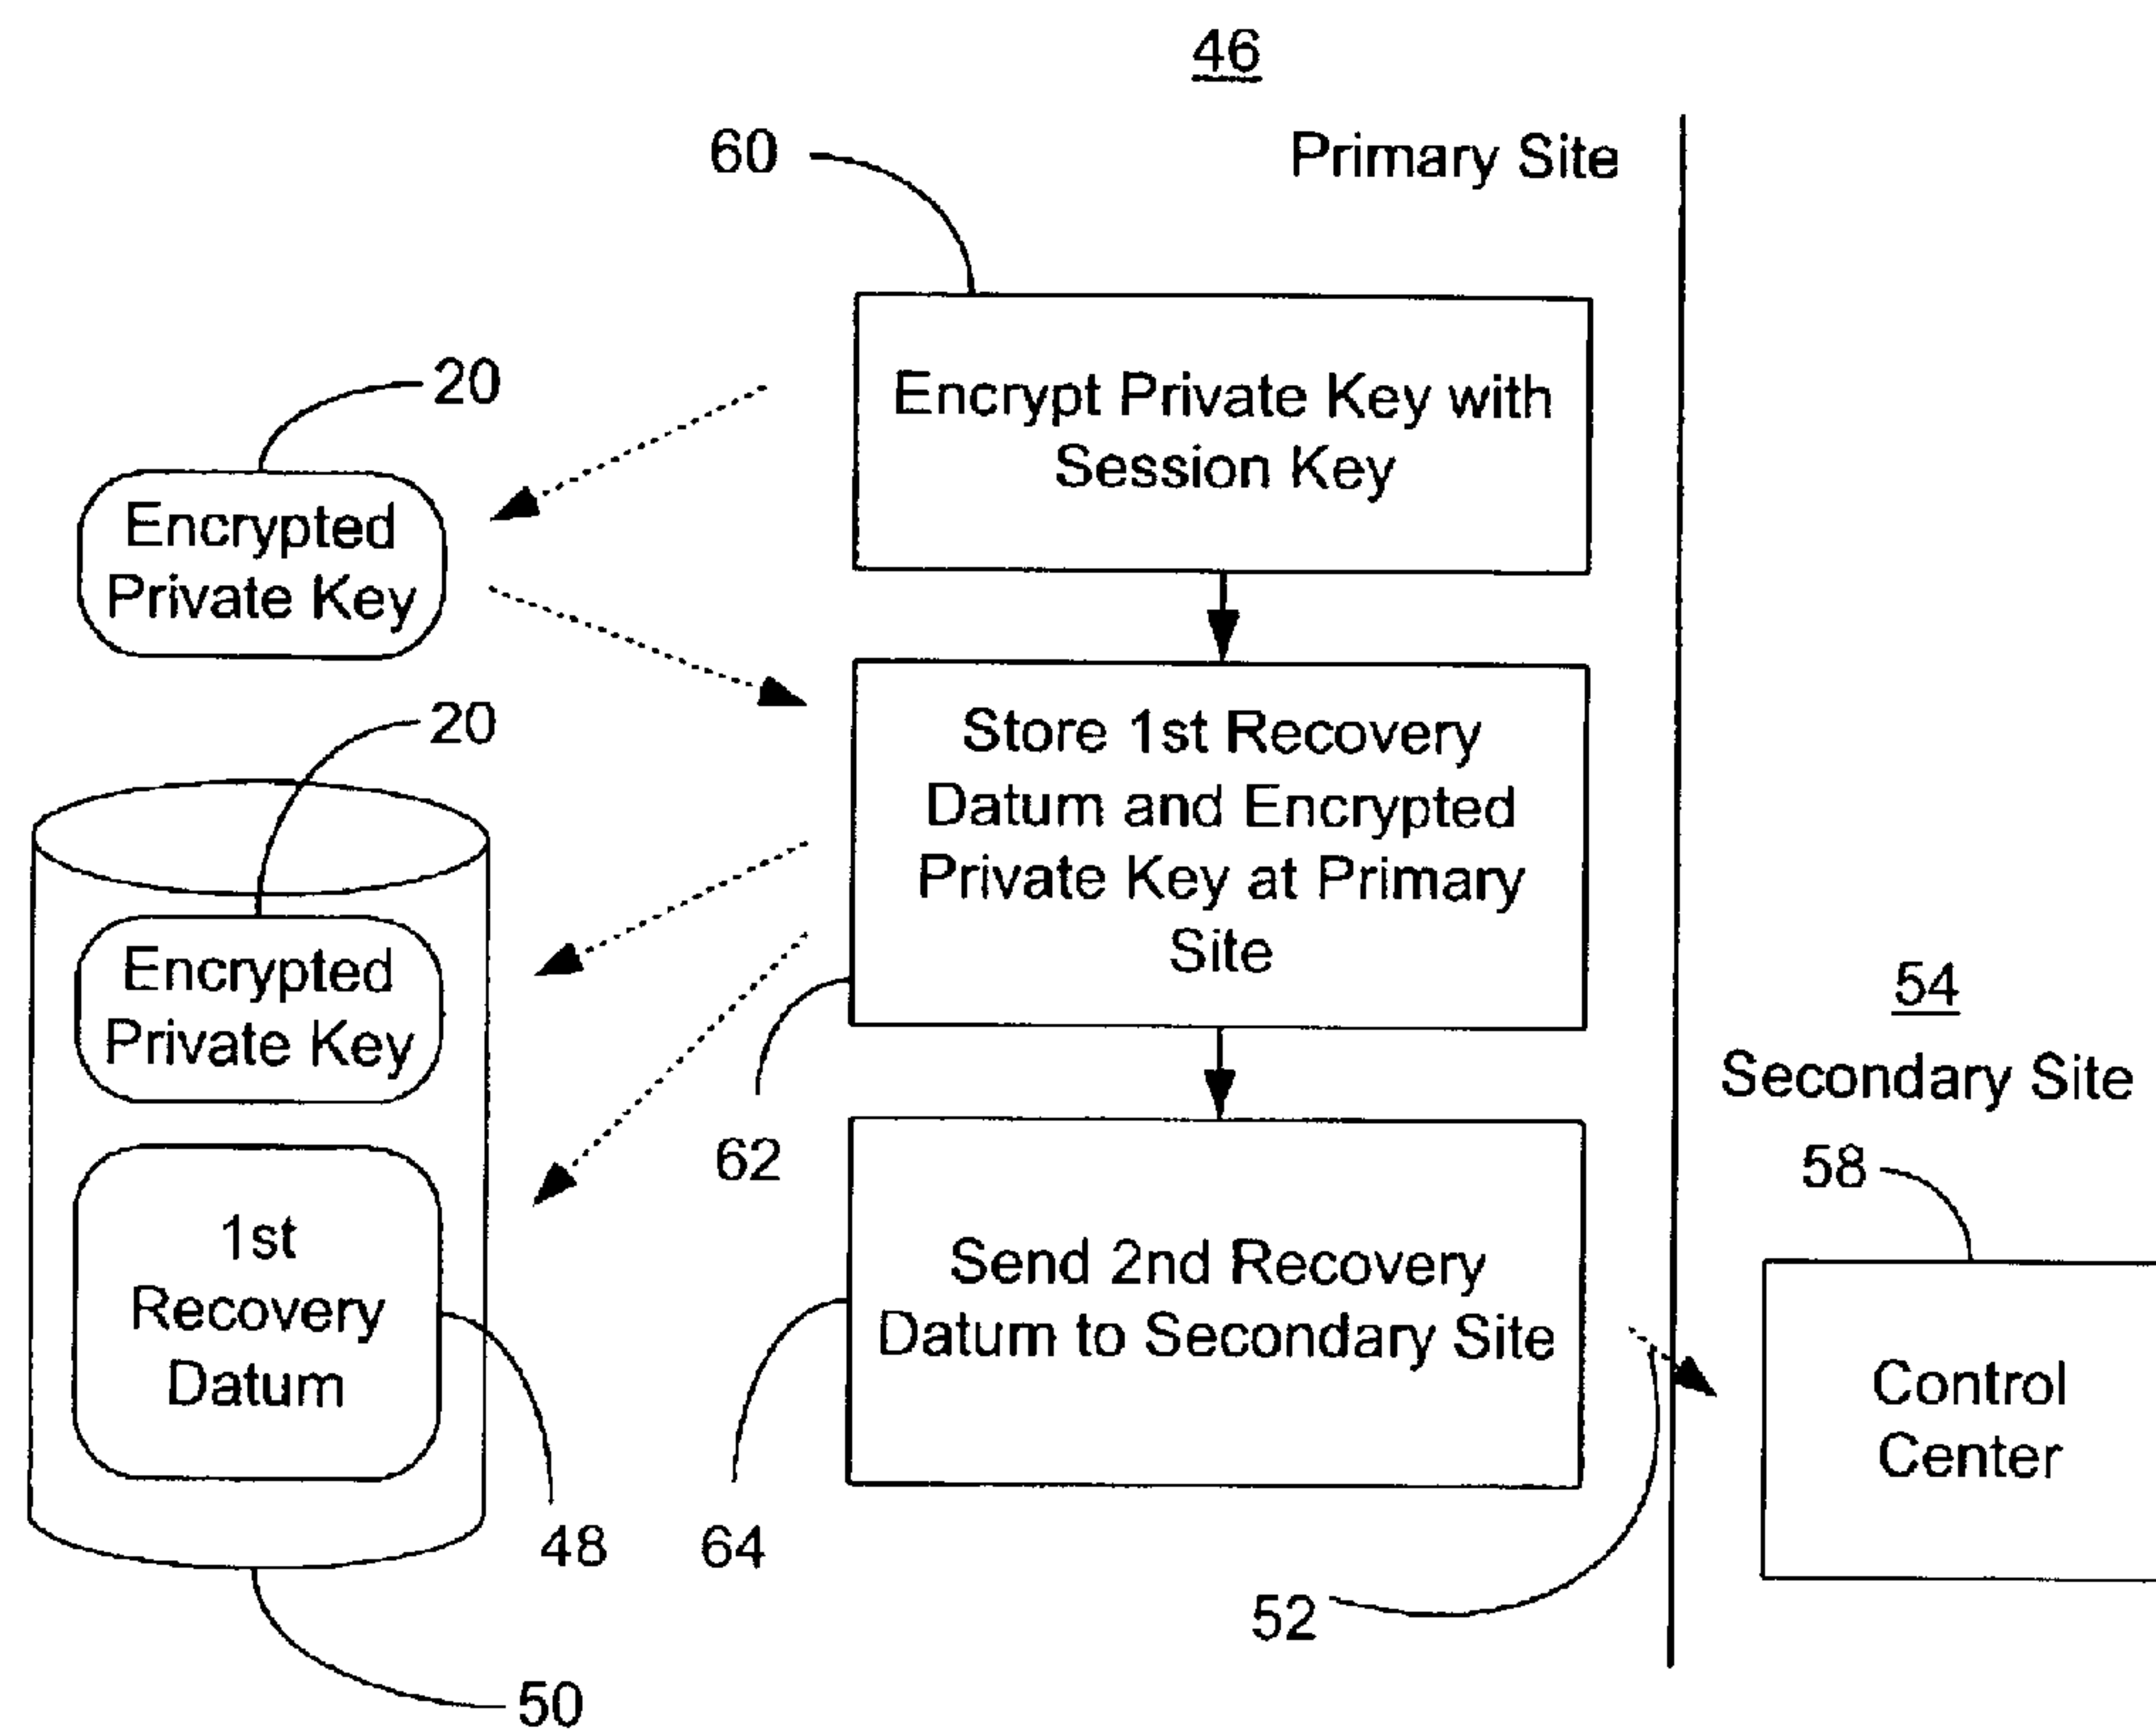 46
Primary Site
60
Encrypt Private Key with
Session Key
20
Encrypted
Private Key
Store 1st Recovery
Datum and Encrypted
Private Key at Primary
Site
20
Encrypted
Private Key
62
1st
Recovery
Datum
48
50
Send 2nd Recovery
Datum to Secondary Site
64
52
54
Secondary Site
58
Control
Center